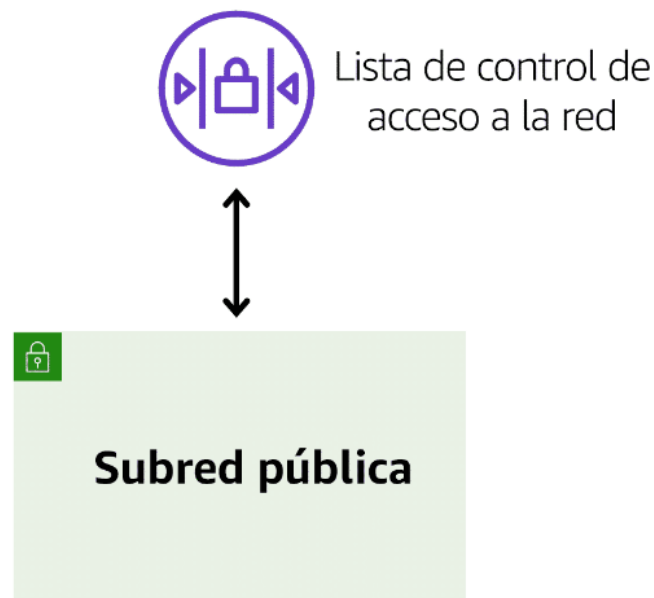 Lista de control de
acceso a la red
Subred pública